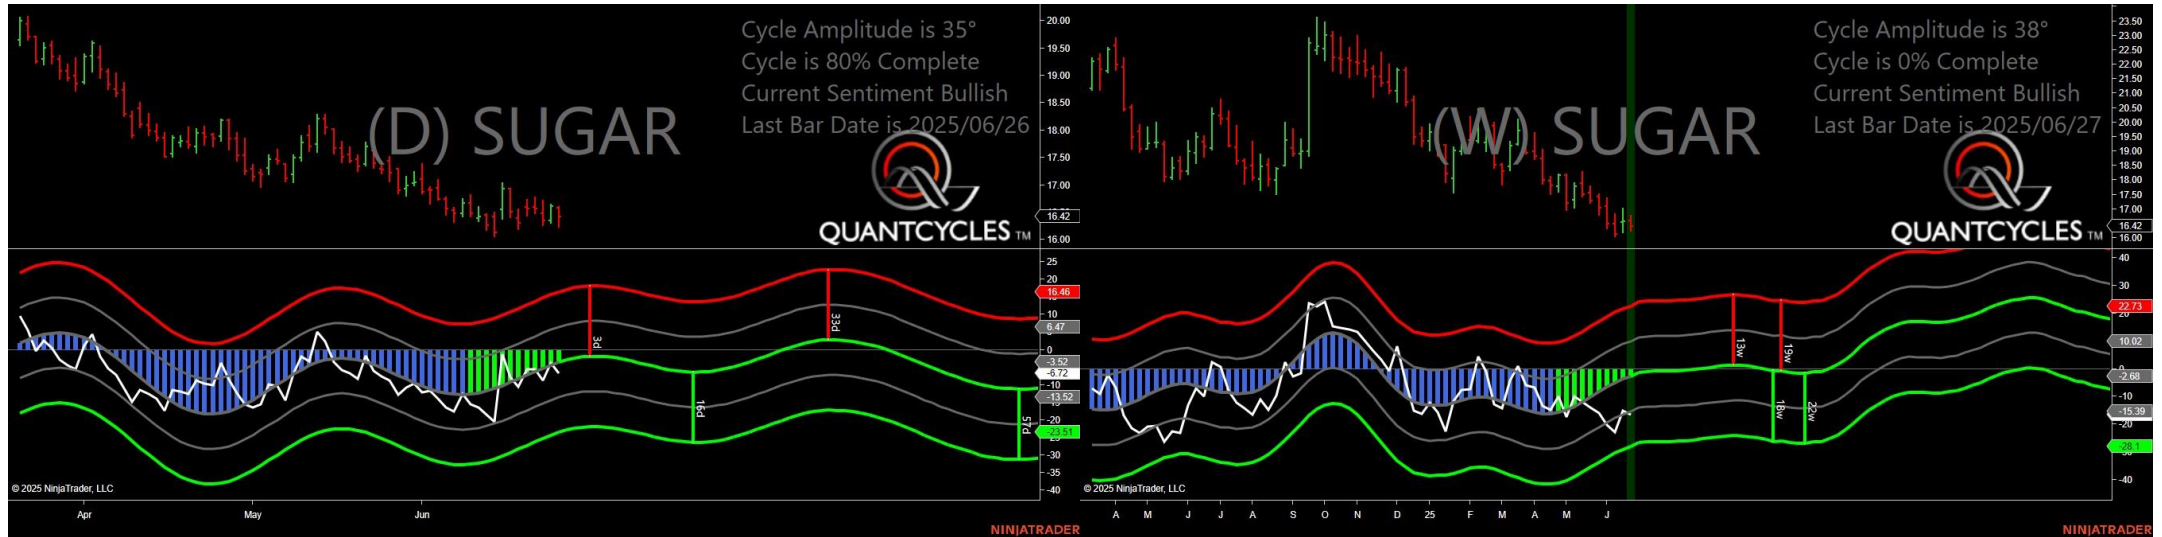 Cycle Amplitude is 35°
Cycle is 80% Complete
Current Sentiment Bullish
Last Bar Date is 2025/06/26
(D) SUGAR
QUANTCYCLES TM
20.00
19.50
19.00
18.50
18.00
17.50
17.00
16.42
16.00
25
20
16.46
10
6.47
0
-3.52
-6.72
-10
-13.52
-20
-23.51
-30
-35
-40
3d
33d
16d
57d
© 2025 NinjaTrader, LLC
Apr
May
Jun
NINJATRADER
Cycle Amplitude is 38°
Cycle is 0% Complete
Current Sentiment Bullish
Last Bar Date is 2025/06/27
(W) SUGAR
QUANTCYCLES TM
23.50
22.50
22.00
21.50
21.00
20.50
20.00
19.50
19.00
18.50
18.00
17.50
17.00
16.42
16.00
40
30
22.73
20
10.02
-2.68
-10
-15.39
-20
-28.1
-40
13w
19w
18w
22w
© 2025 NinjaTrader, LLC
A M J J A S O N D 25 F M A M J
NINJATRADER